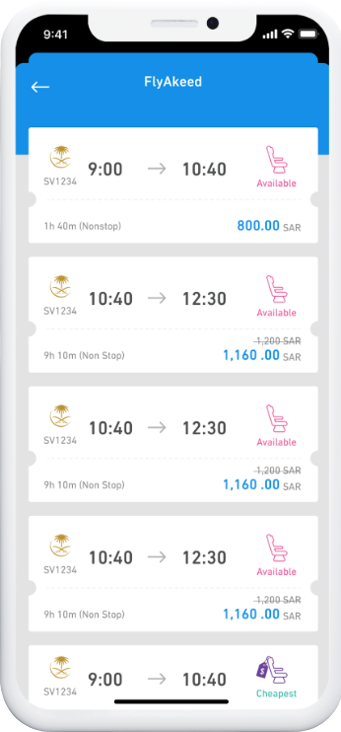 9:41
FlyAkeed
9:00 → 10:40
SV1234 Available
1h 40m (Nonstop) 800.00 SAR
10:40 → 12:30
SV1234 Available
1,200 SAR
9h 10m (Non Stop) 1,160 .00 SAR
10:40 → 12:30
SV1234 Available
1,200 SAR
9h 10m (Non Stop) 1,160 .00 SAR
10:40 → 12:30
SV1234 Available
1,200 SAR
9h 10m (Non Stop) 1,160 .00 SAR
$
9:00 → 10:40
SV1234 Cheapest